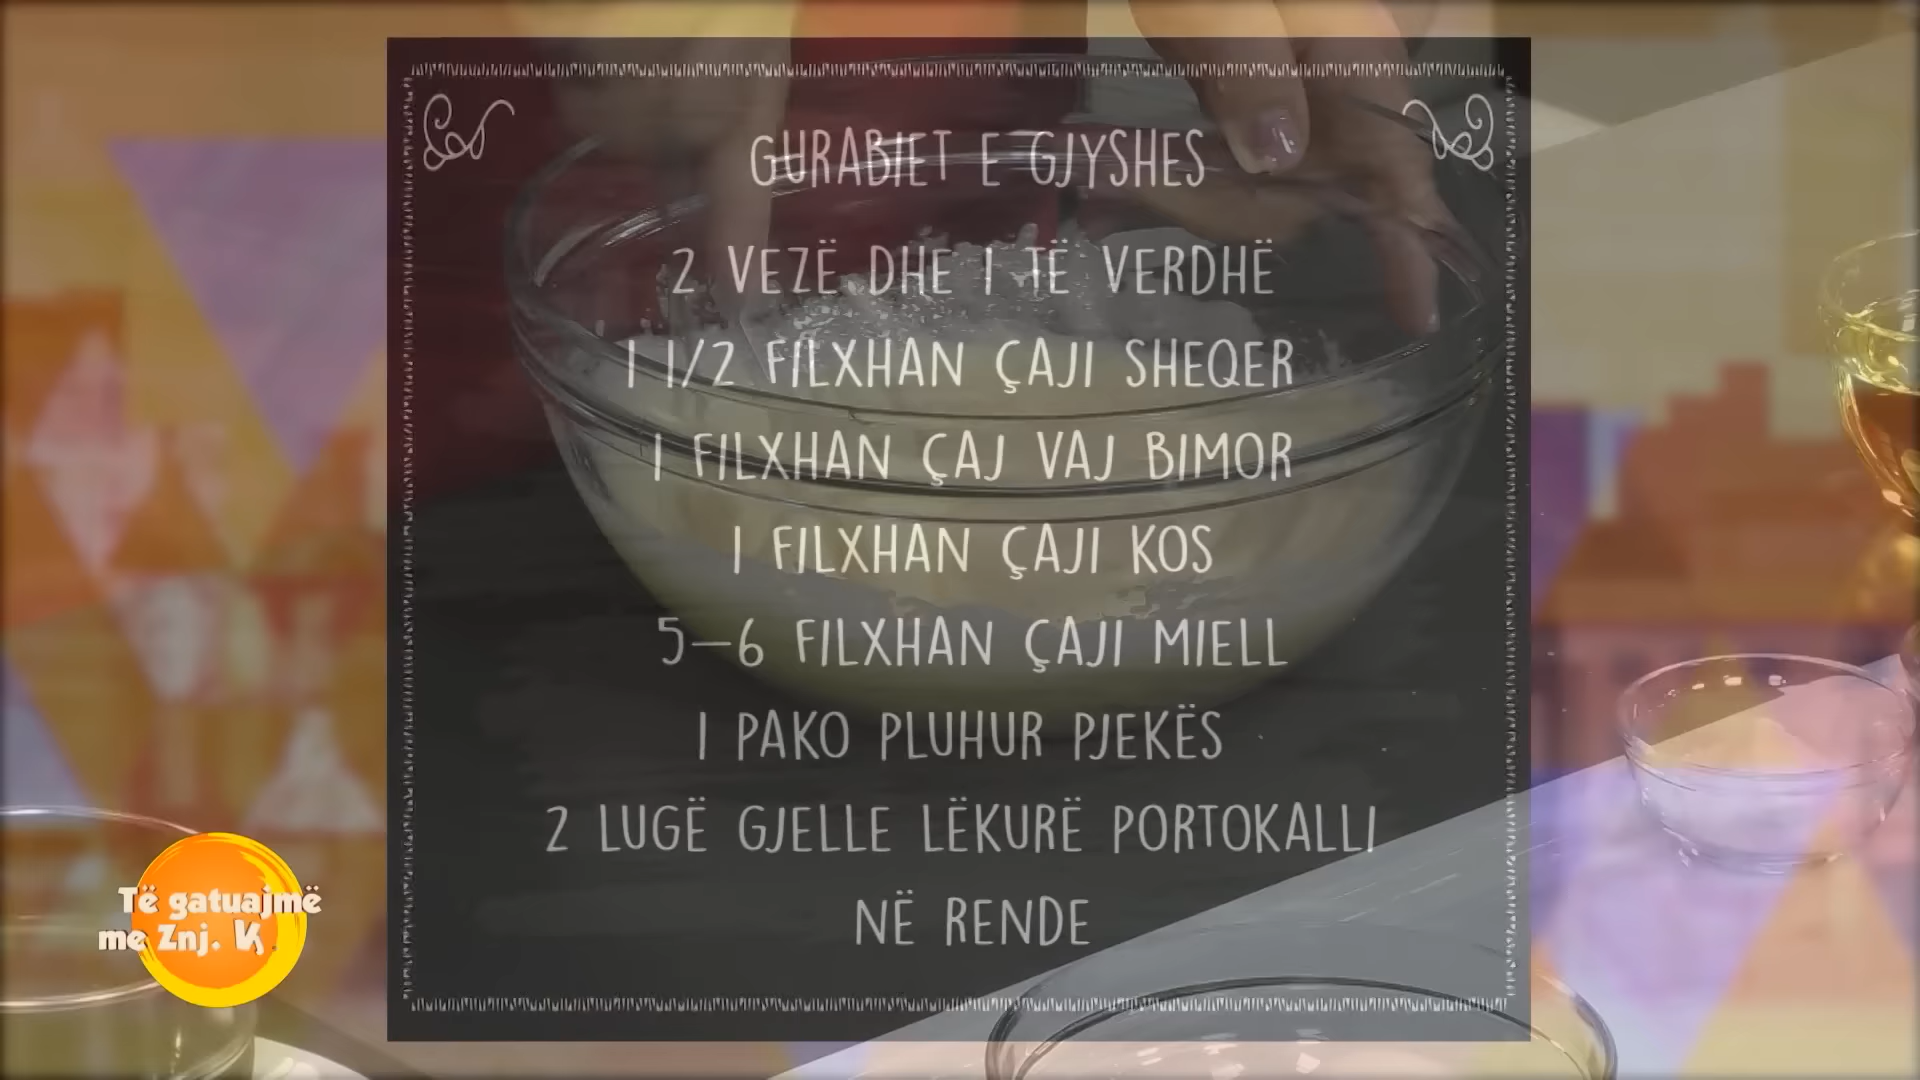 GURABIET E GJYSHES
2 VEZË DHE 1 TË VERDHË
1 1/2 FILXHAN ÇAJI SHEQER
1 FILXHAN ÇAJ VAJ BIMOR
1 FILXHAN ÇAJI KOS
5-6 FILXHAN ÇAJI MIELL
1 PAKO PLUHUR PJEKËS
2 LUGË GJELLE LËKURË PORTOKALLI
NË RENDE
Të gatuajmë
me Znj.